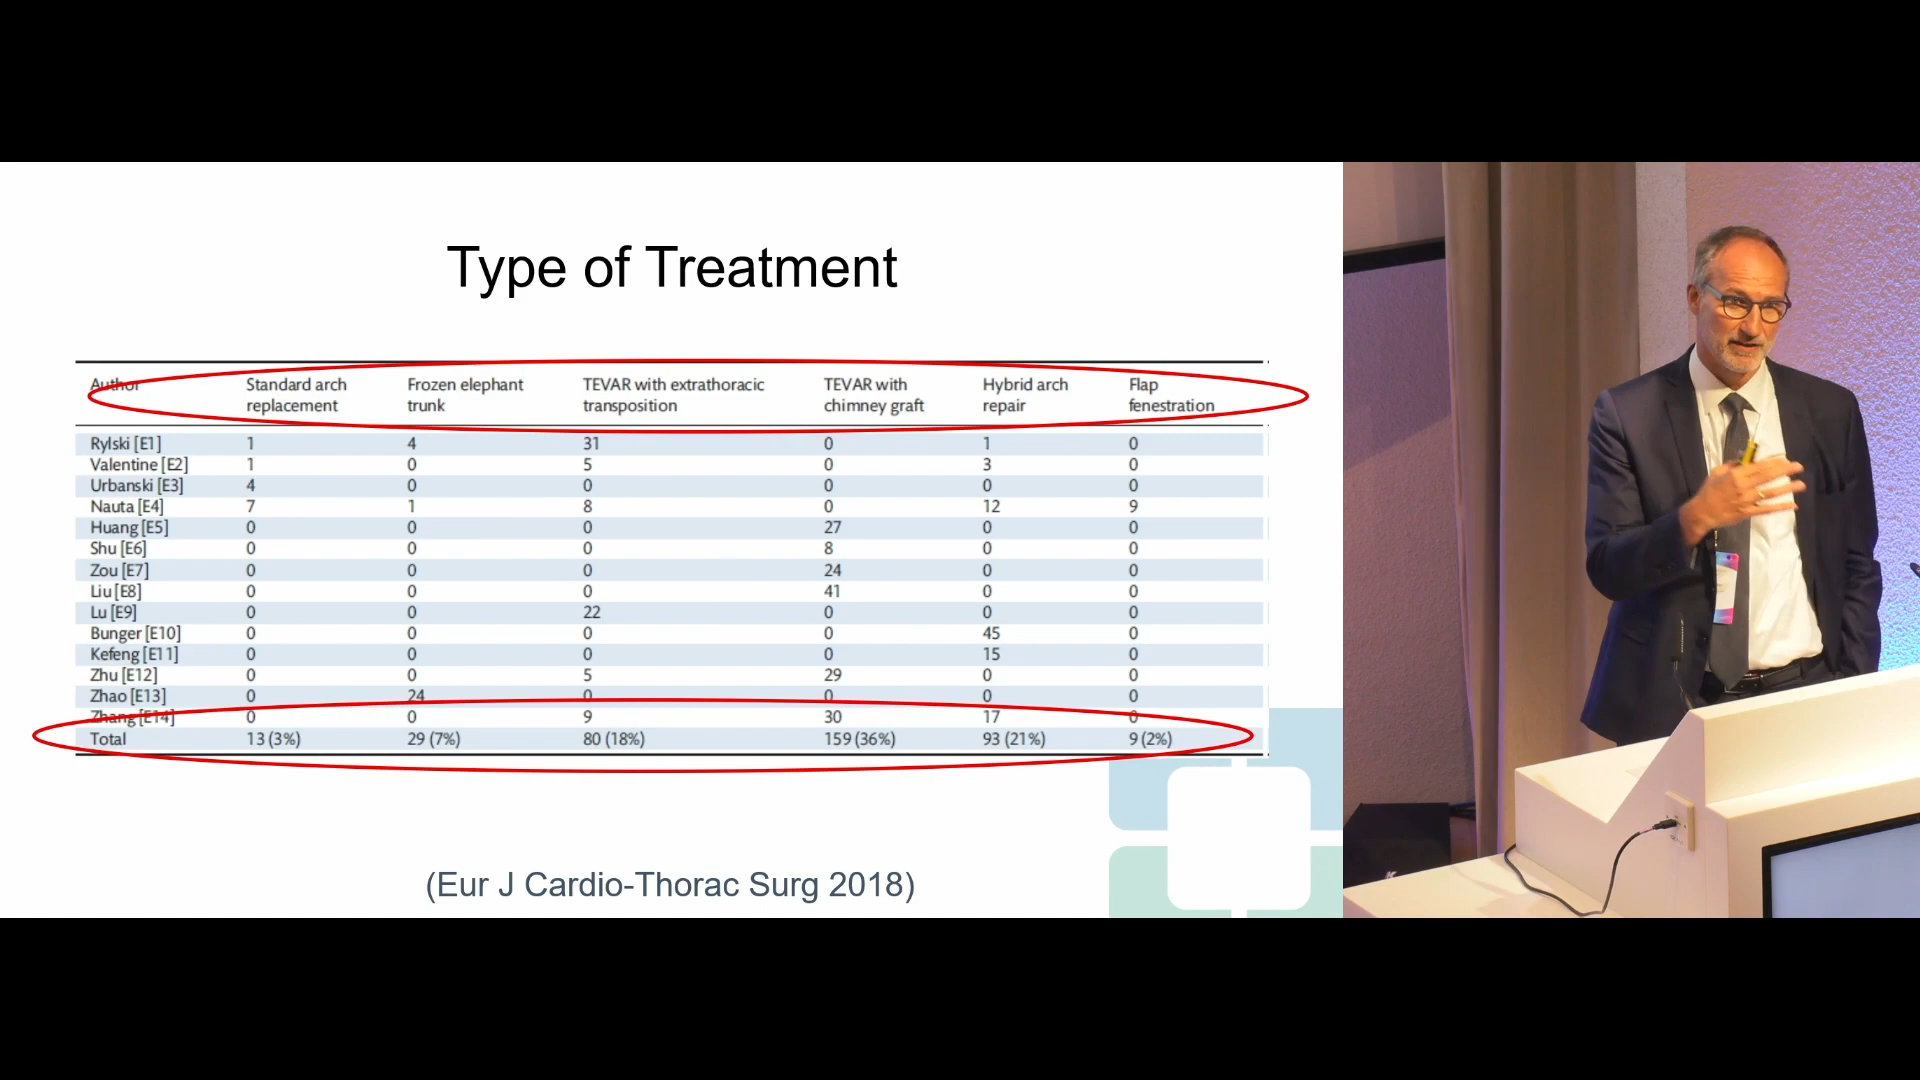 Type of Treatment
Author Standard arch replacement Frozen elephant trunk TEVAR with extrathoracic transposition TEVAR with chimney graft Hybrid arch repair Flap fenestration
Rylski [E1] 1 4 31 0 1 0
Valentine [E2] 1 0 5 0 3 0
Urbanski [E3] 4 0 0 0 0 0
Nauta [E4] 7 1 8 0 12 9
Huang [E5] 0 0 0 27 0 0
Shu [E6] 0 0 0 8 0 0
Zou [E7] 0 0 0 24 0 0
Liu [E8] 0 0 0 41 0 0
Lu [E9] 0 0 22 0 0 0
Bunger [E10] 0 0 0 0 45 0
Kefeng [E11] 0 0 0 0 15 0
Zhu [E12] 0 0 5 29 0 0
Zhao [E13] 0 24 0 0 0 0
Zhang [E14] 0 0 9 30 17 0
Total 13 (3%) 29 (7%) 80 (18%) 159 (36%) 93 (21%) 9 (2%)
(Eur J Cardio-Thorac Surg 2018)